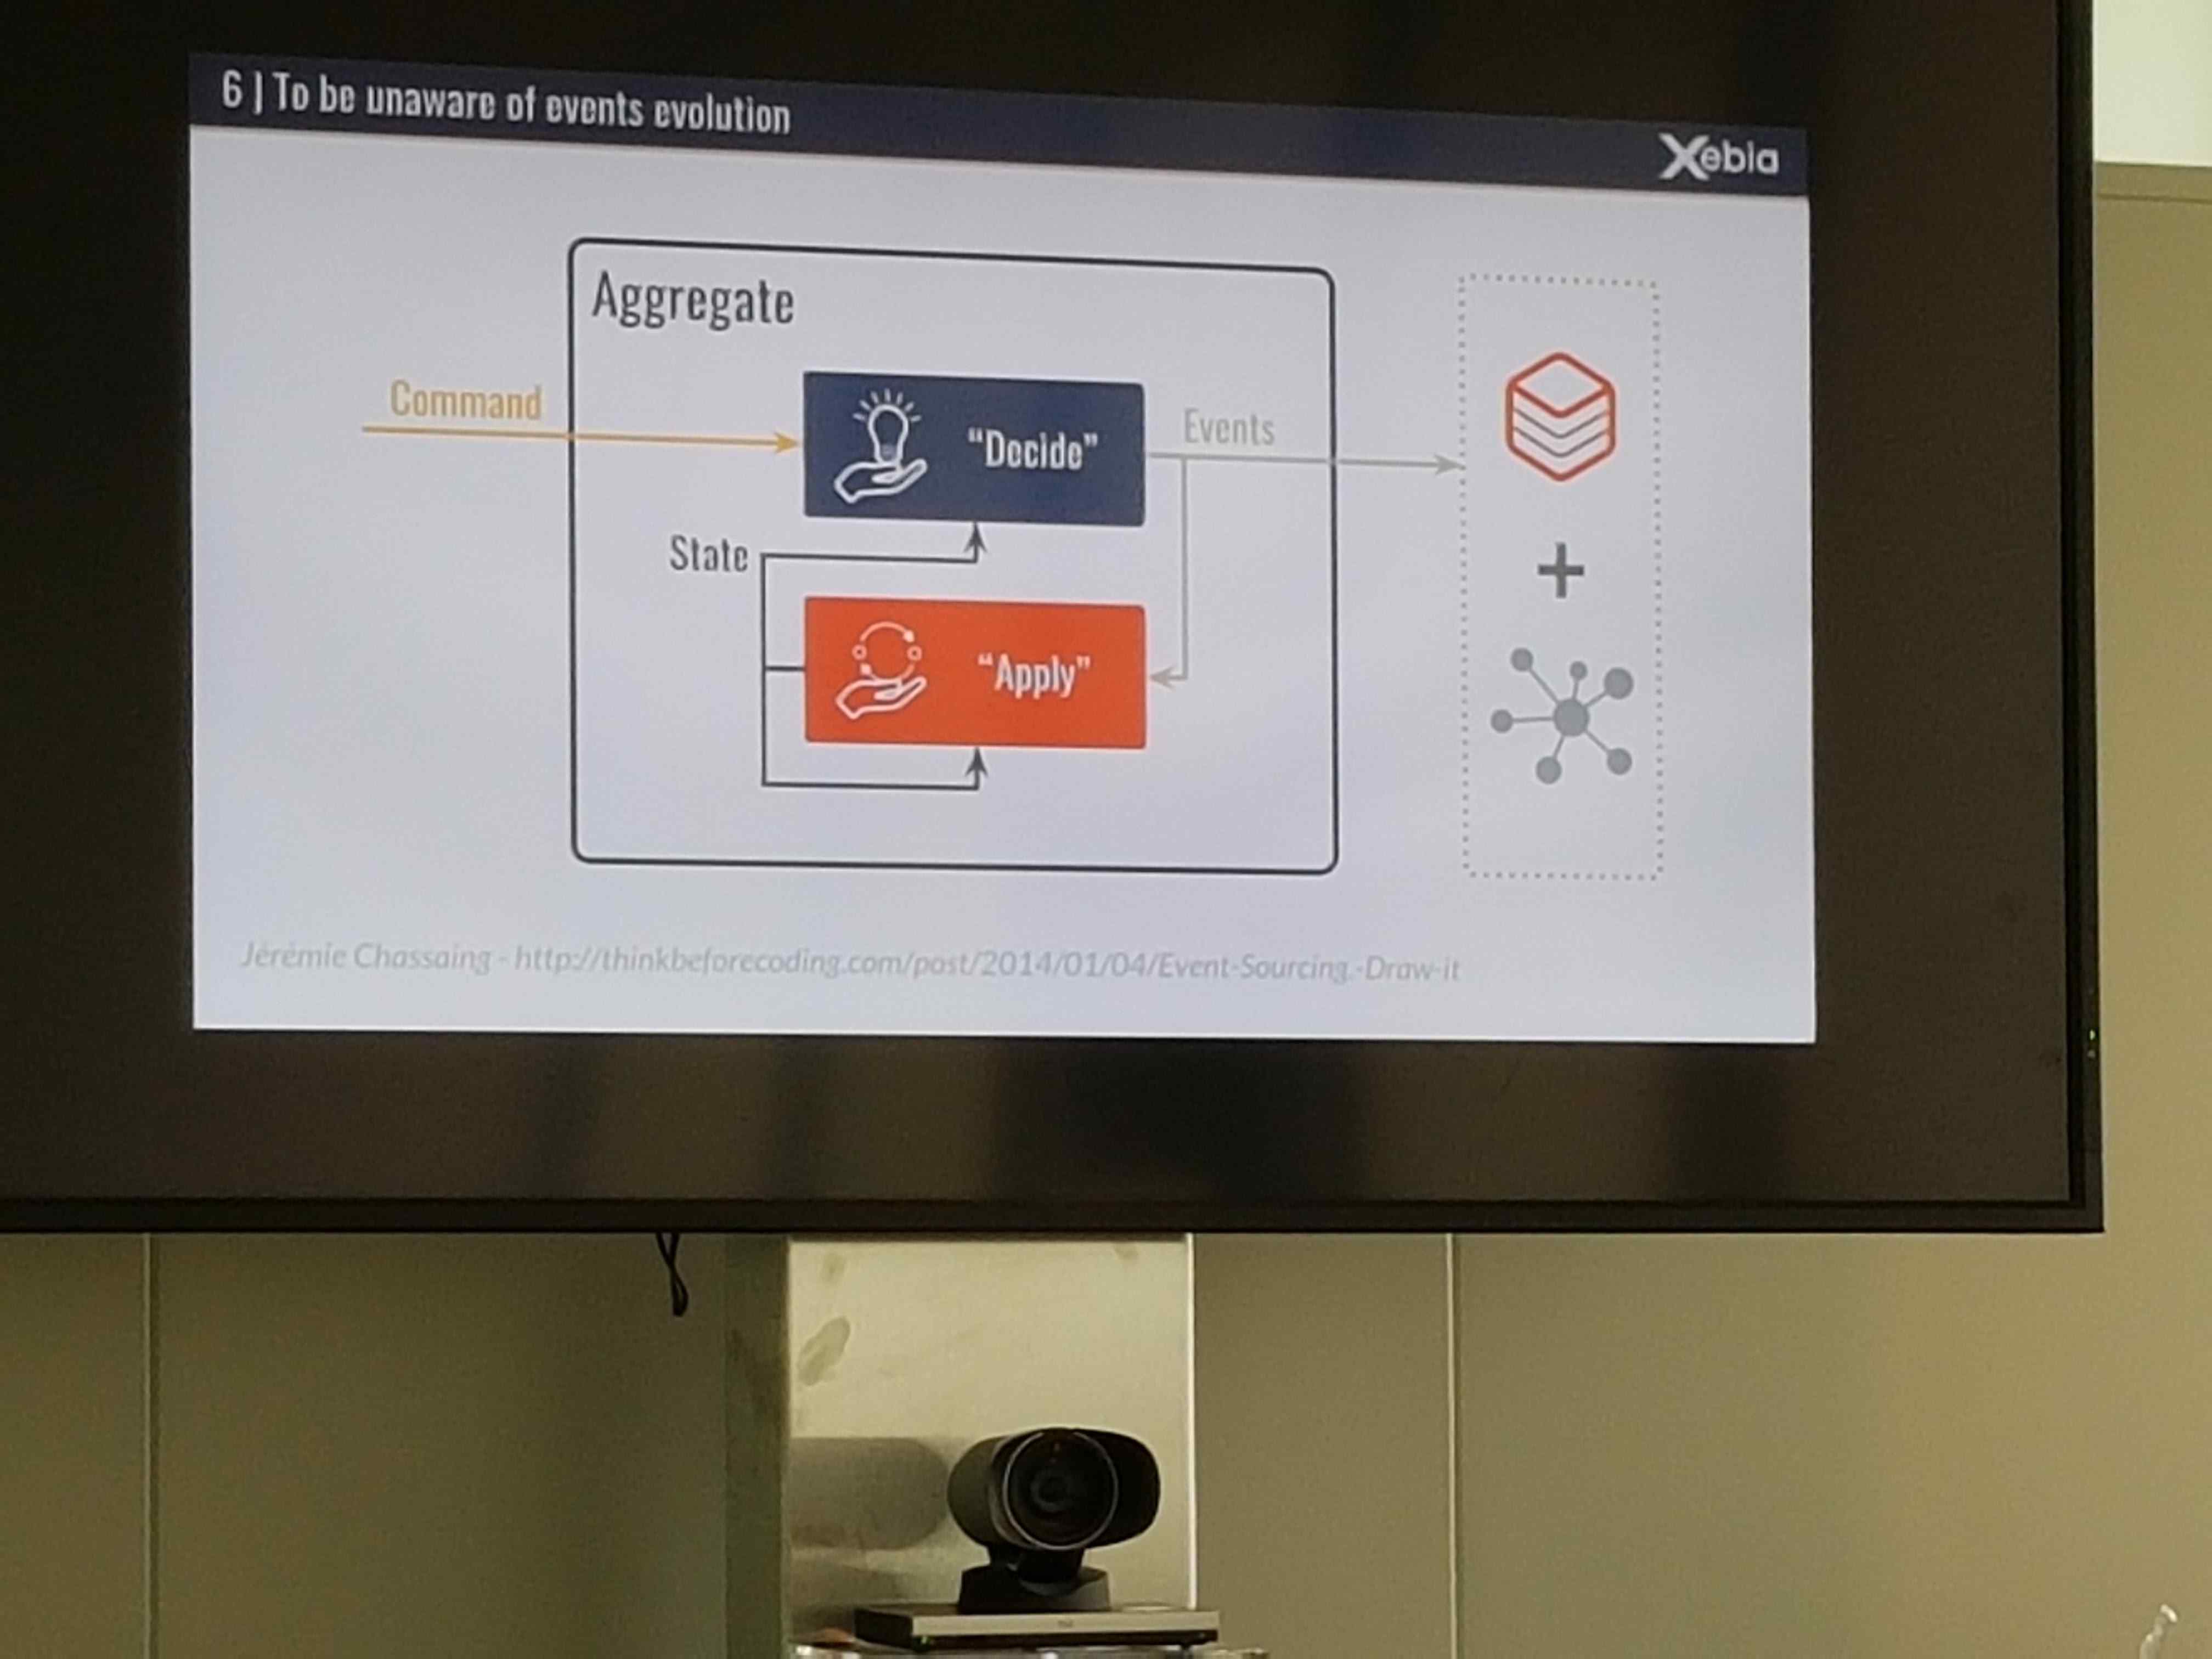 6 | To be unaware of events evolution
Xebia
Aggregate
Command
"Decide"
Events
State
"Apply"
Jérémie Chassaing - http://thinkbeforecoding.com/post/2014/01/04/Event-Sourcing.-Draw-it